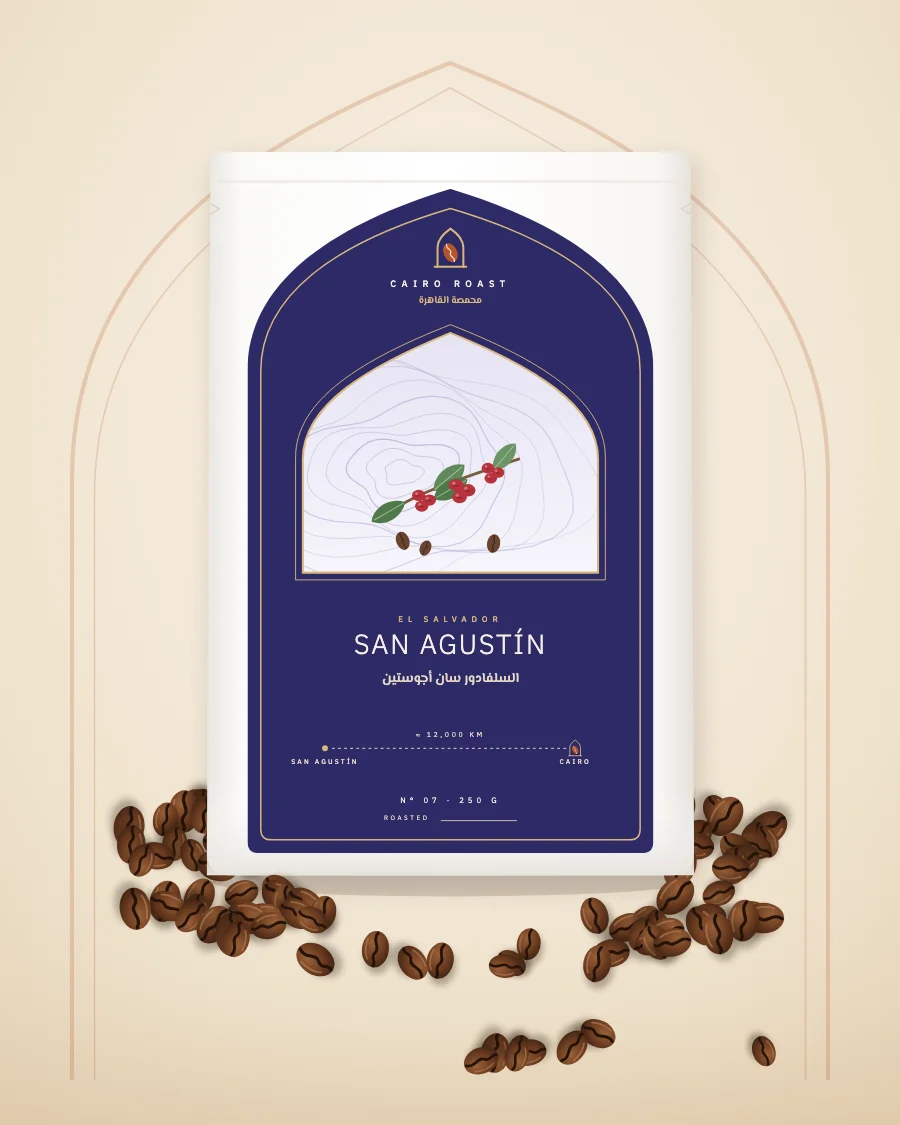 CAIRO ROAST
محمصة القاهرة
EL SALVADOR
SAN AGUSTÍN
السلفادور سان أجوستين
≈ 12,000 KM
SAN AGUSTÍN
CAIRO
N° 07 · 250 G
ROASTED